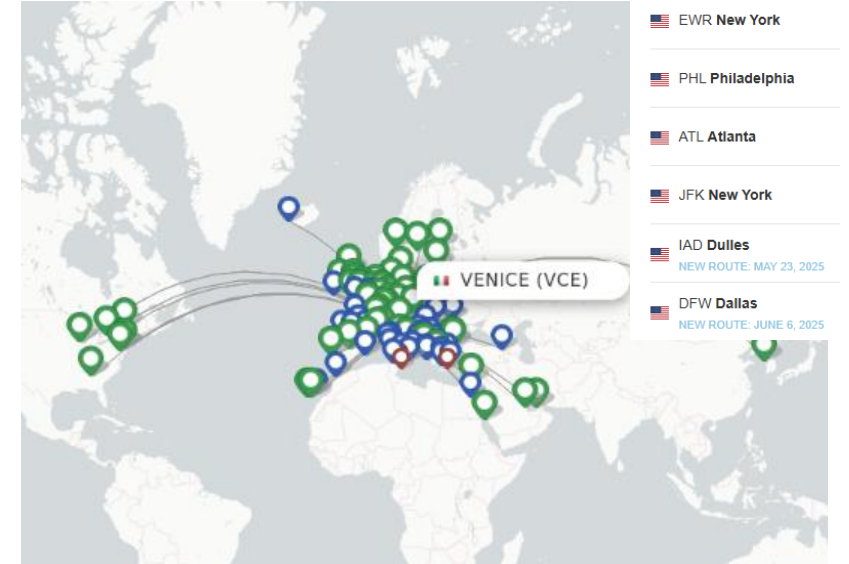 EWR New York
PHL Philadelphia
ATL Atlanta
JFK New York
IAD Dulles
NEW ROUTE: MAY 23, 2025
VENICE (VCE)
DFW Dallas
NEW ROUTE: JUNE 6, 2025